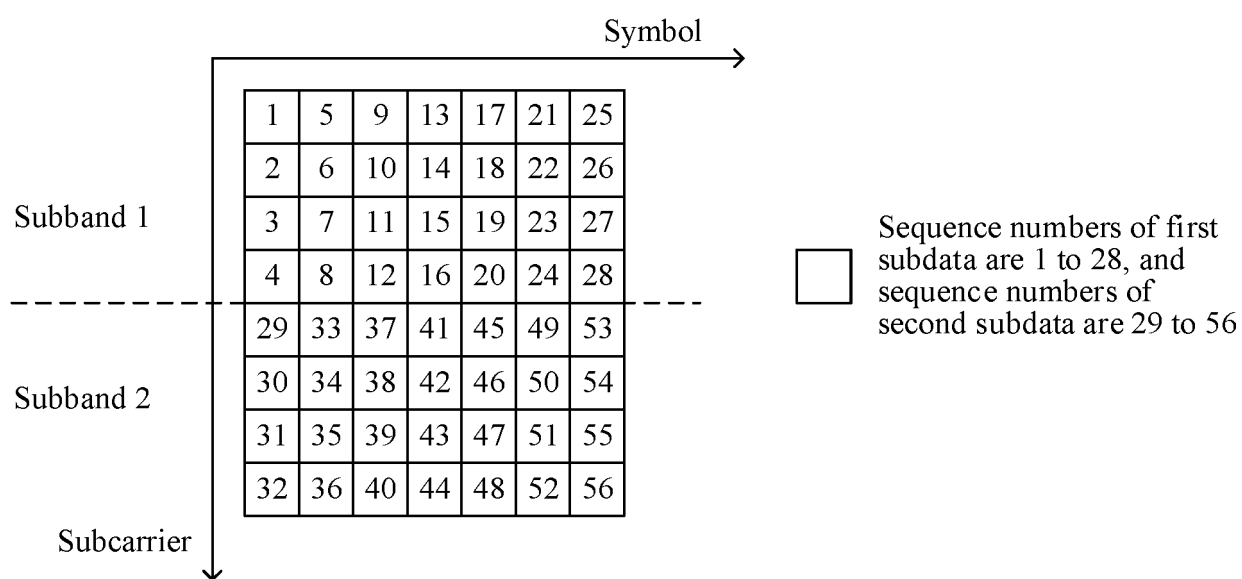 Symbol
1 5 9 13 17 21 25
2 6 10 14 18 22 26
Subband 1
3 7 11 15 19 23 27
4 8 12 16 20 24 28
Sequence numbers of first
subdata are 1 to 28, and
sequence numbers of
second subdata are 29 to 56
29 33 37 41 45 49 53
30 34 38 42 46 50 54
Subband 2
31 35 39 43 47 51 55
32 36 40 44 48 52 56
Subcarrier